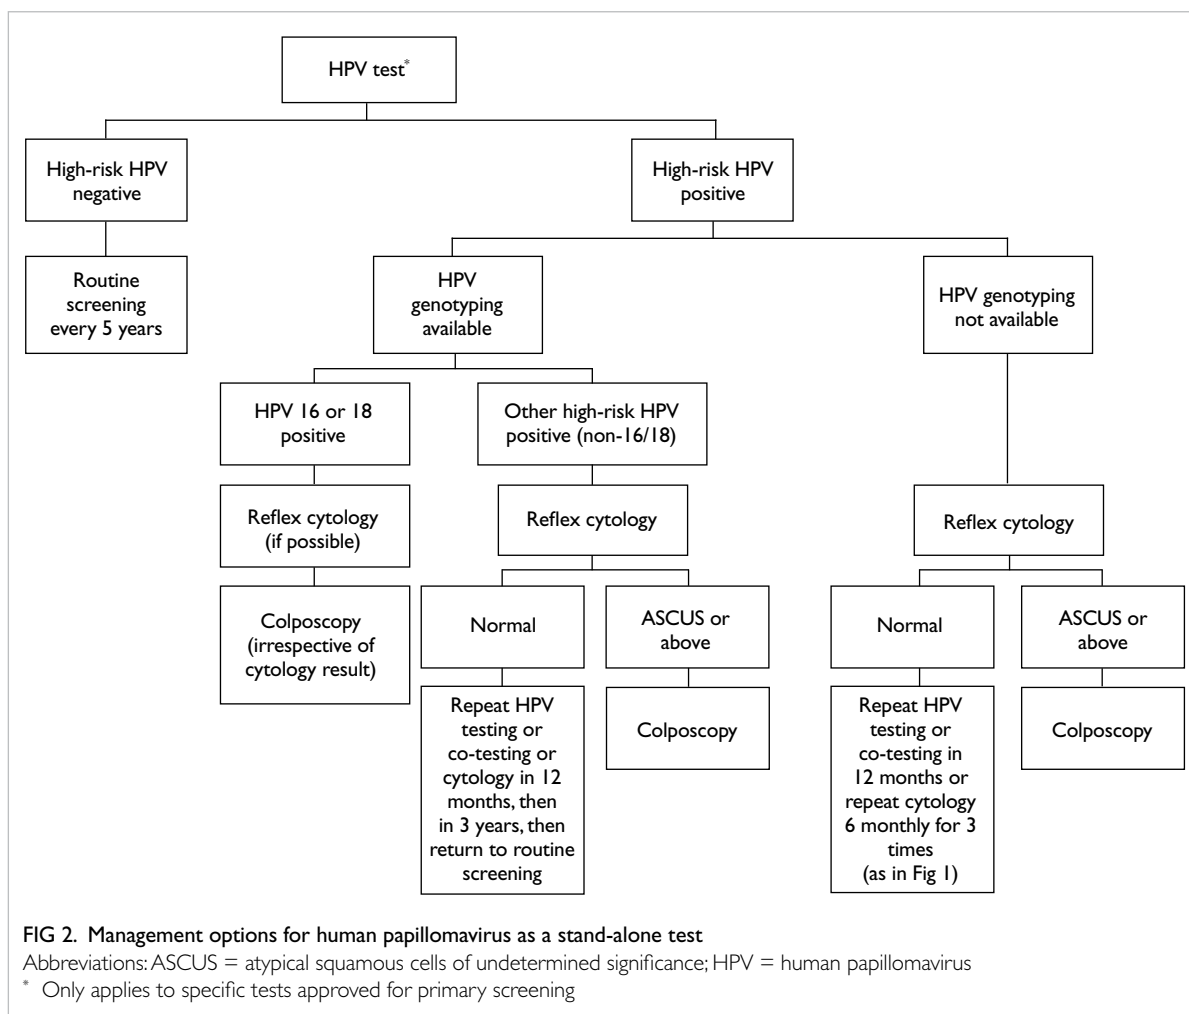 HPV test*
High-risk HPV
negative
High-risk HPV
positive
Routine
screening
every 5 years
HPV
genotyping
available
HPV genotyping
not available
HPV 16 or 18
positive
Other high-risk HPV
positive (non-16/18)
Reflex cytology
(if possible)
Reflex cytology
Reflex cytology
Colposcopy
(irrespective of
cytology result)
Normal
ASCUS or
above
Normal
ASCUS or
above
Repeat HPV
testing or
co-testing or
cytology in 12
months, then
in 3 years, then
return to routine
screening
Colposcopy
Repeat HPV
testing or
co-testing in
12 months or
repeat cytology
6 monthly for 3
times
(as in Fig 1)
Colposcopy
FIG 2. Management options for human papillomavirus as a stand-alone test
Abbreviations: ASCUS = atypical squamous cells of undetermined significance; HPV = human papillomavirus
* Only applies to specific tests approved for primary screening